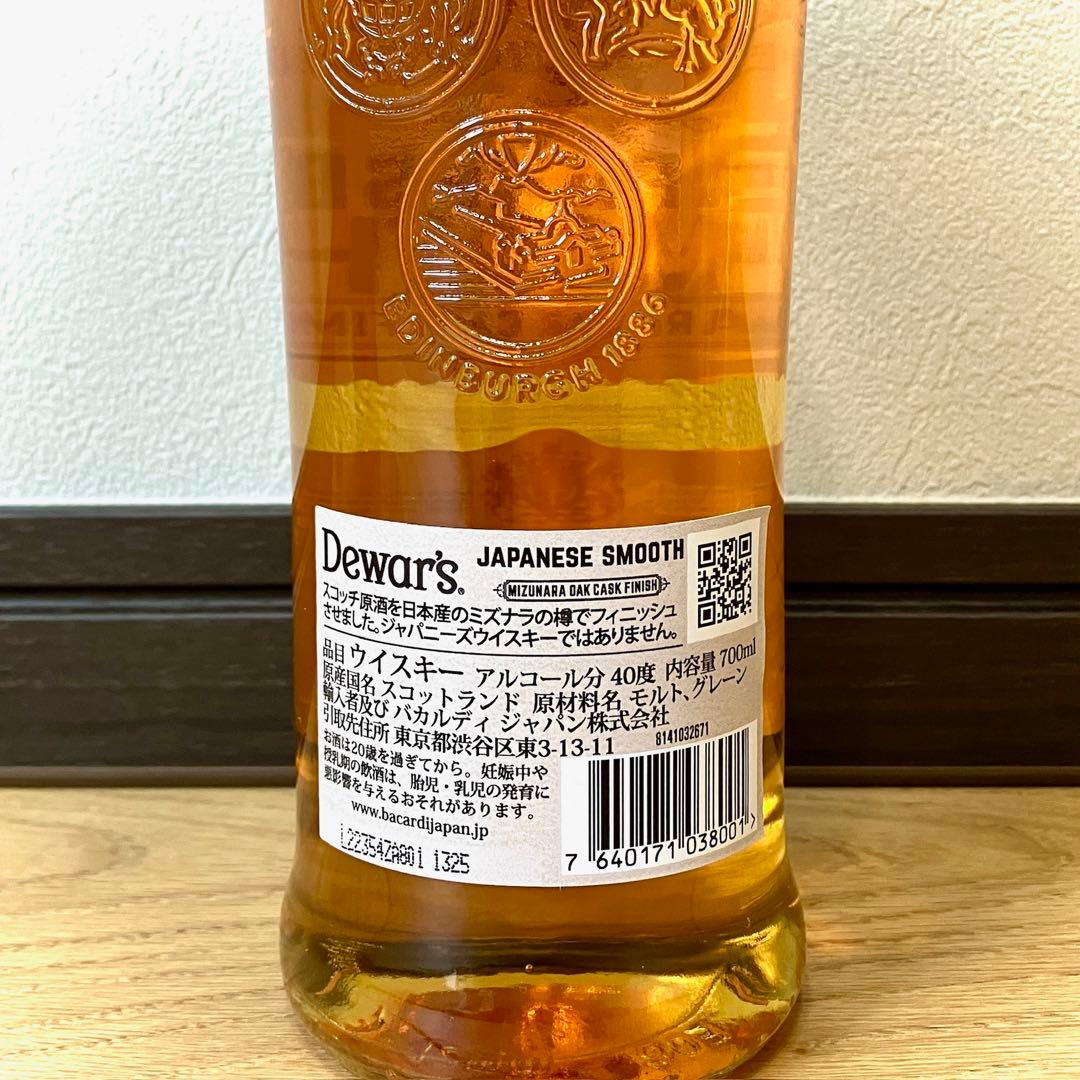 EDINBURGH 1886
Dewar's®
JAPANESE SMOOTH
MIZUNARA OAK CASK FINISH
スコッチ原酒を日本産のミズナラの樽でフィニッシュ
させました。ジャパニーズウイスキーではありません。
品目 ウイスキー アルコール分 40度 内容量 700ml
原産国名 スコットランド 原材料名 モルト、グレーン
輸入者及び バカルディ ジャパン株式会社
引取先住所 東京都渋谷区東3-13-11
8141032671
お酒は20歳を過ぎてから。妊娠中や
授乳期の飲酒は、胎児・乳児の発育に
悪影響を与えるおそれがあります。
www.bacardijapan.jp
L22354ZA801 1325
7 640171 038001 >